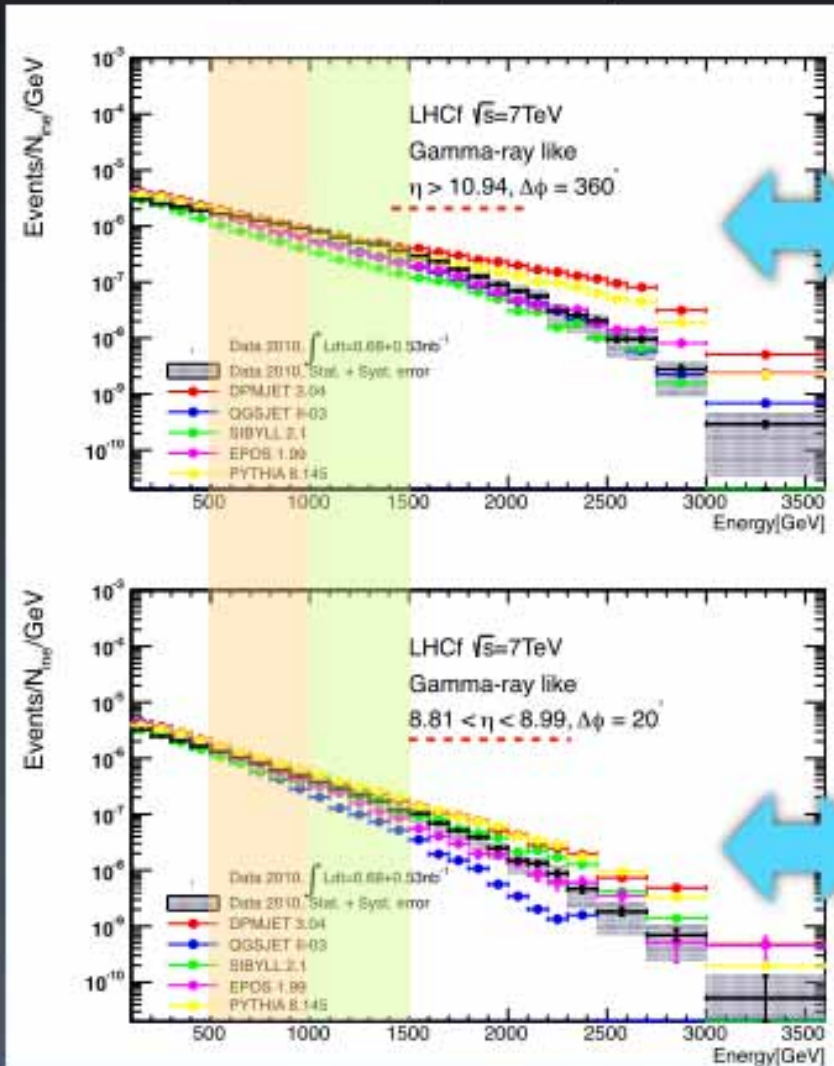 10⁻³
10⁻⁴
10⁻⁵
10⁻⁶
10⁻⁷
10⁻⁸
10⁻⁹
10⁻¹⁰
Events/N_ine/GeV
LHCf √s=7TeV
Gamma-ray like
η > 10.94, Δϕ = 360°
Data 2010, ∫ Ldt=0.68+0.53nb⁻¹
Data 2010, Stat. + Syst. error
DPMJET 3.04
QGSJET II-03
SIBYLL 2.1
EPOS 1.99
PYTHIA 8.145
500 1000 1500 2000 2500 3000 3500
Energy[GeV]
10⁻³
10⁻⁴
10⁻⁵
10⁻⁶
10⁻⁷
10⁻⁸
10⁻⁹
10⁻¹⁰
Events/N_ine/GeV
LHCf √s=7TeV
Gamma-ray like
8.81 < η < 8.99, Δϕ = 20°
Data 2010, ∫ Ldt=0.68+0.53nb⁻¹
Data 2010, Stat. + Syst. error
DPMJET 3.04
QGSJET II-03
SIBYLL 2.1
EPOS 1.99
PYTHIA 8.145
500 1000 1500 2000 2500 3000 3500
Energy[GeV]